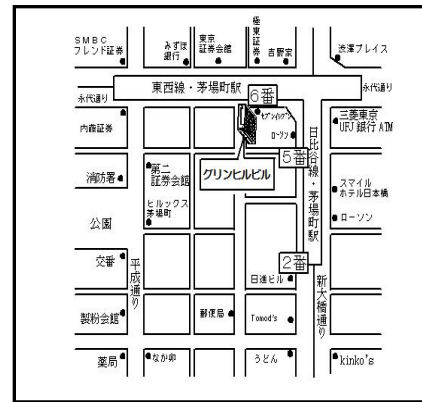 SMBC
フレンド証券
みずほ
銀行
東京
証券会館
極東証券
吉野家
渋澤プレイス
永代通り
東西線・茅場町駅
永代通り
6番
内藤証券
セブンイレブン
ローソン
三菱東京
UFJ銀行ATM
5番
日比谷線・茅場町駅
消防署
第二
証券会館
グリンヒルビル
スマイル
ホテル日本橋
ヒルックス
茅場町
ローソン
公園
交番
平成通り
2番
日進ビル
新大橋通り
製粉会館
郵便局
Tomod's
薬局
なか卯
うどん
kinko's